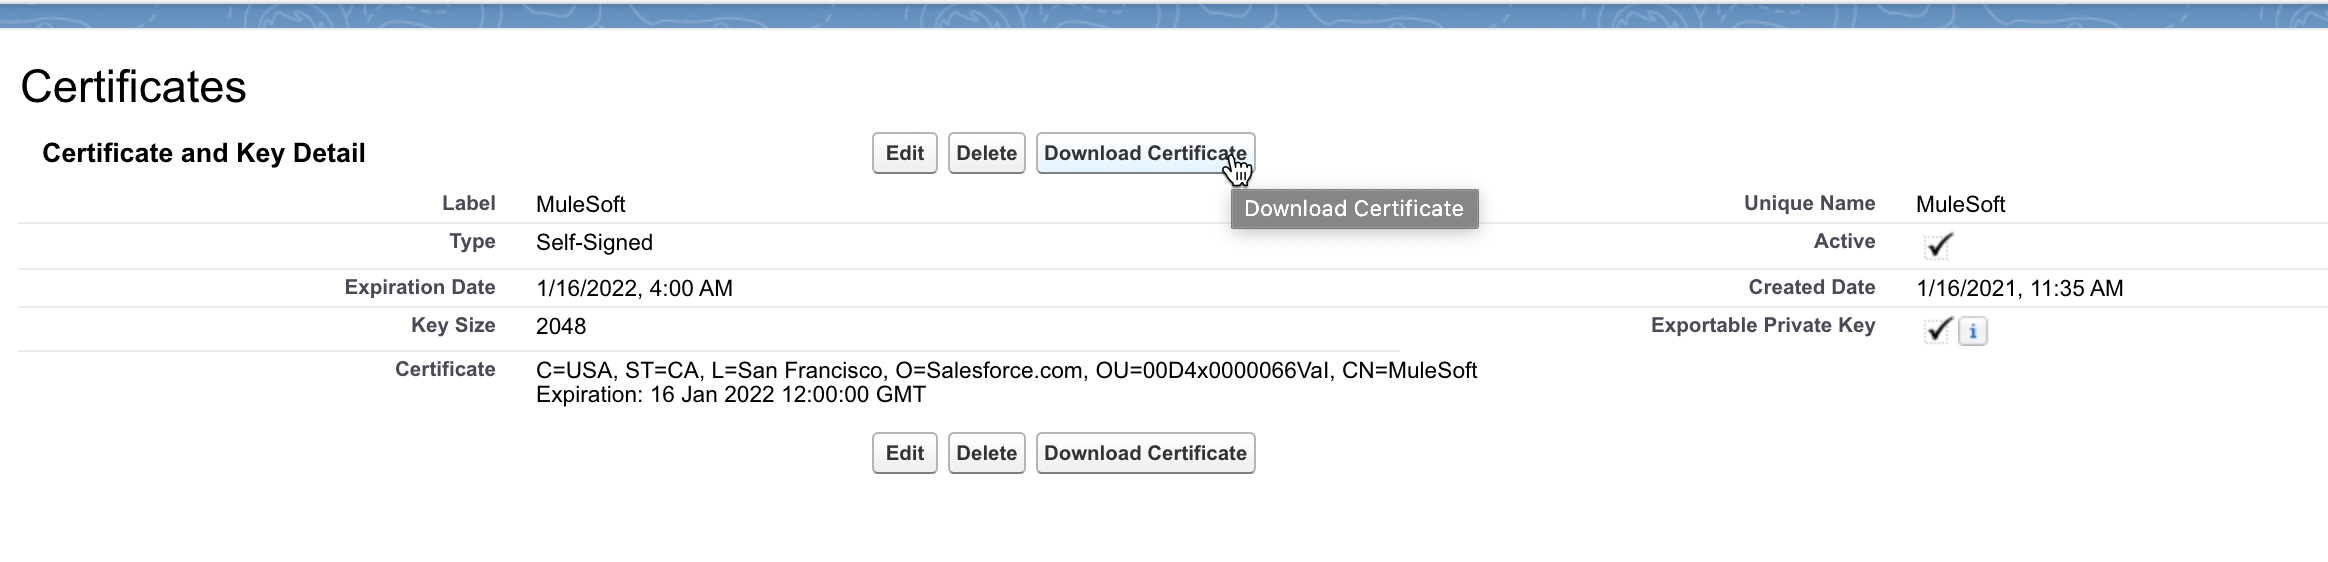 Certificates
Certificate and Key Detail
Edit Delete Download Certificate
Download Certificate
Label MuleSoft Unique Name MuleSoft
Type Self-Signed Active
Expiration Date 1/16/2022, 4:00 AM Created Date 1/16/2021, 11:35 AM
Key Size 2048 Exportable Private Key i
Certificate C=USA, ST=CA, L=San Francisco, O=Salesforce.com, OU=00D4x0000066VaI, CN=MuleSoft
Expiration: 16 Jan 2022 12:00:00 GMT
Edit Delete Download Certificate